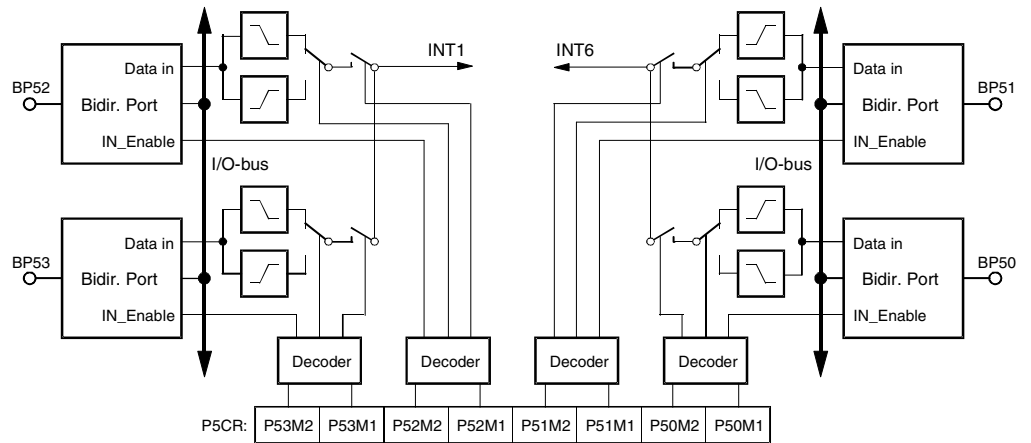 INT1 INT6
BP52 Data in Data in BP51
Bidir. Port Bidir. Port
IN_Enable IN_Enable
I/O-bus I/O-bus
BP53 Data in Data in BP50
Bidir. Port Bidir. Port
IN_Enable IN_Enable
Decoder Decoder Decoder Decoder
P5CR: P53M2 P53M1 P52M2 P52M1 P51M2 P51M1 P50M2 P50M1